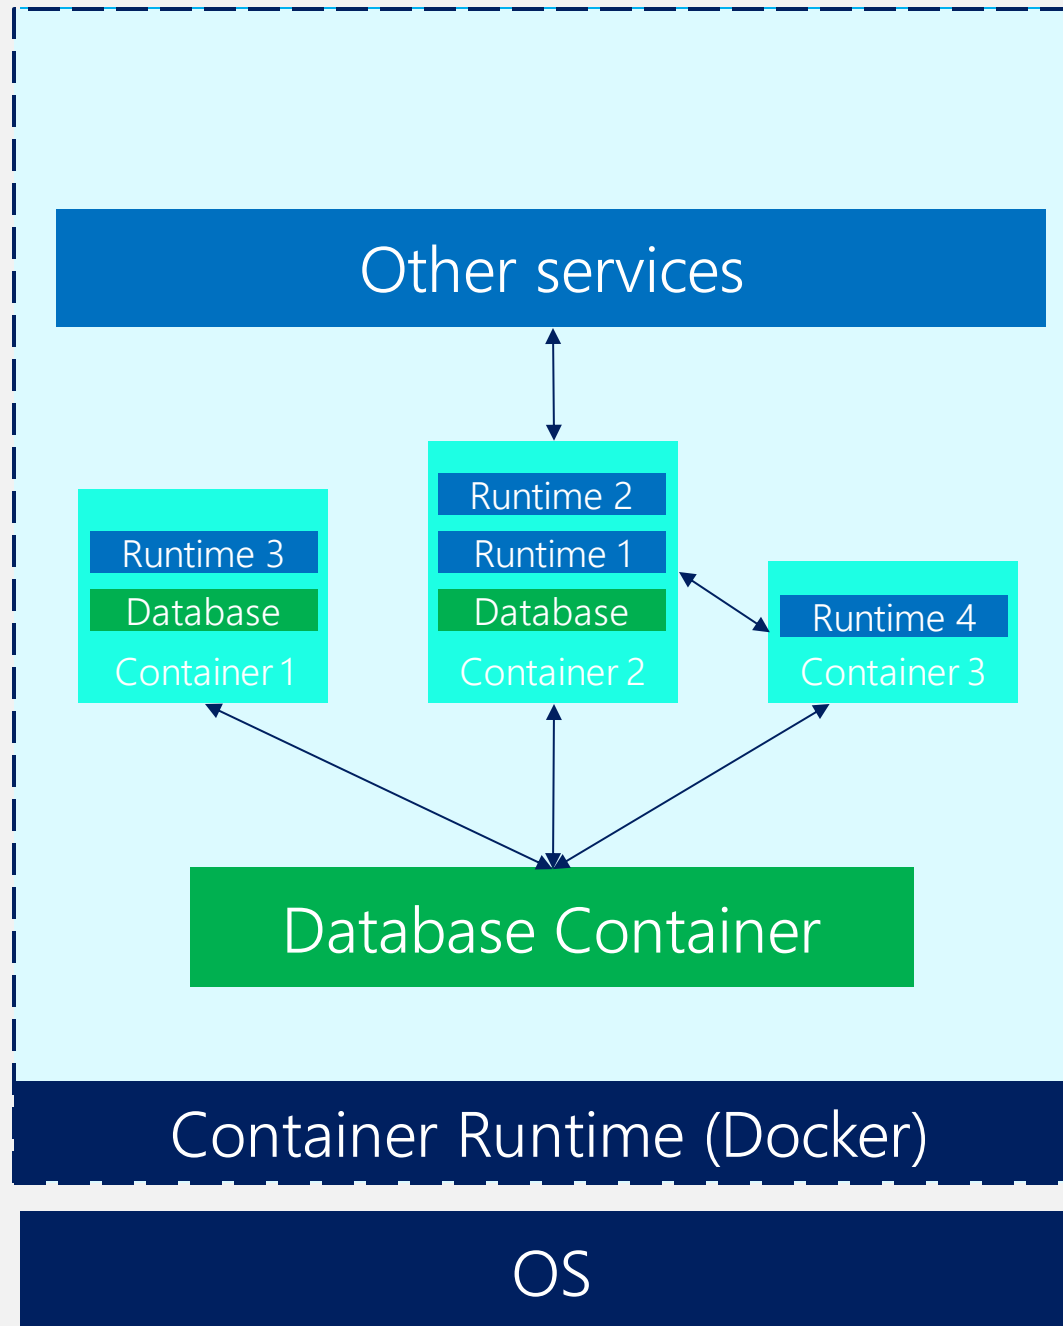 Other services
Runtime 2
Runtime 3
Runtime 1
Database
Database
Runtime 4
Container 1
Container 2
Container 3
Database Container
Container Runtime (Docker)
OS